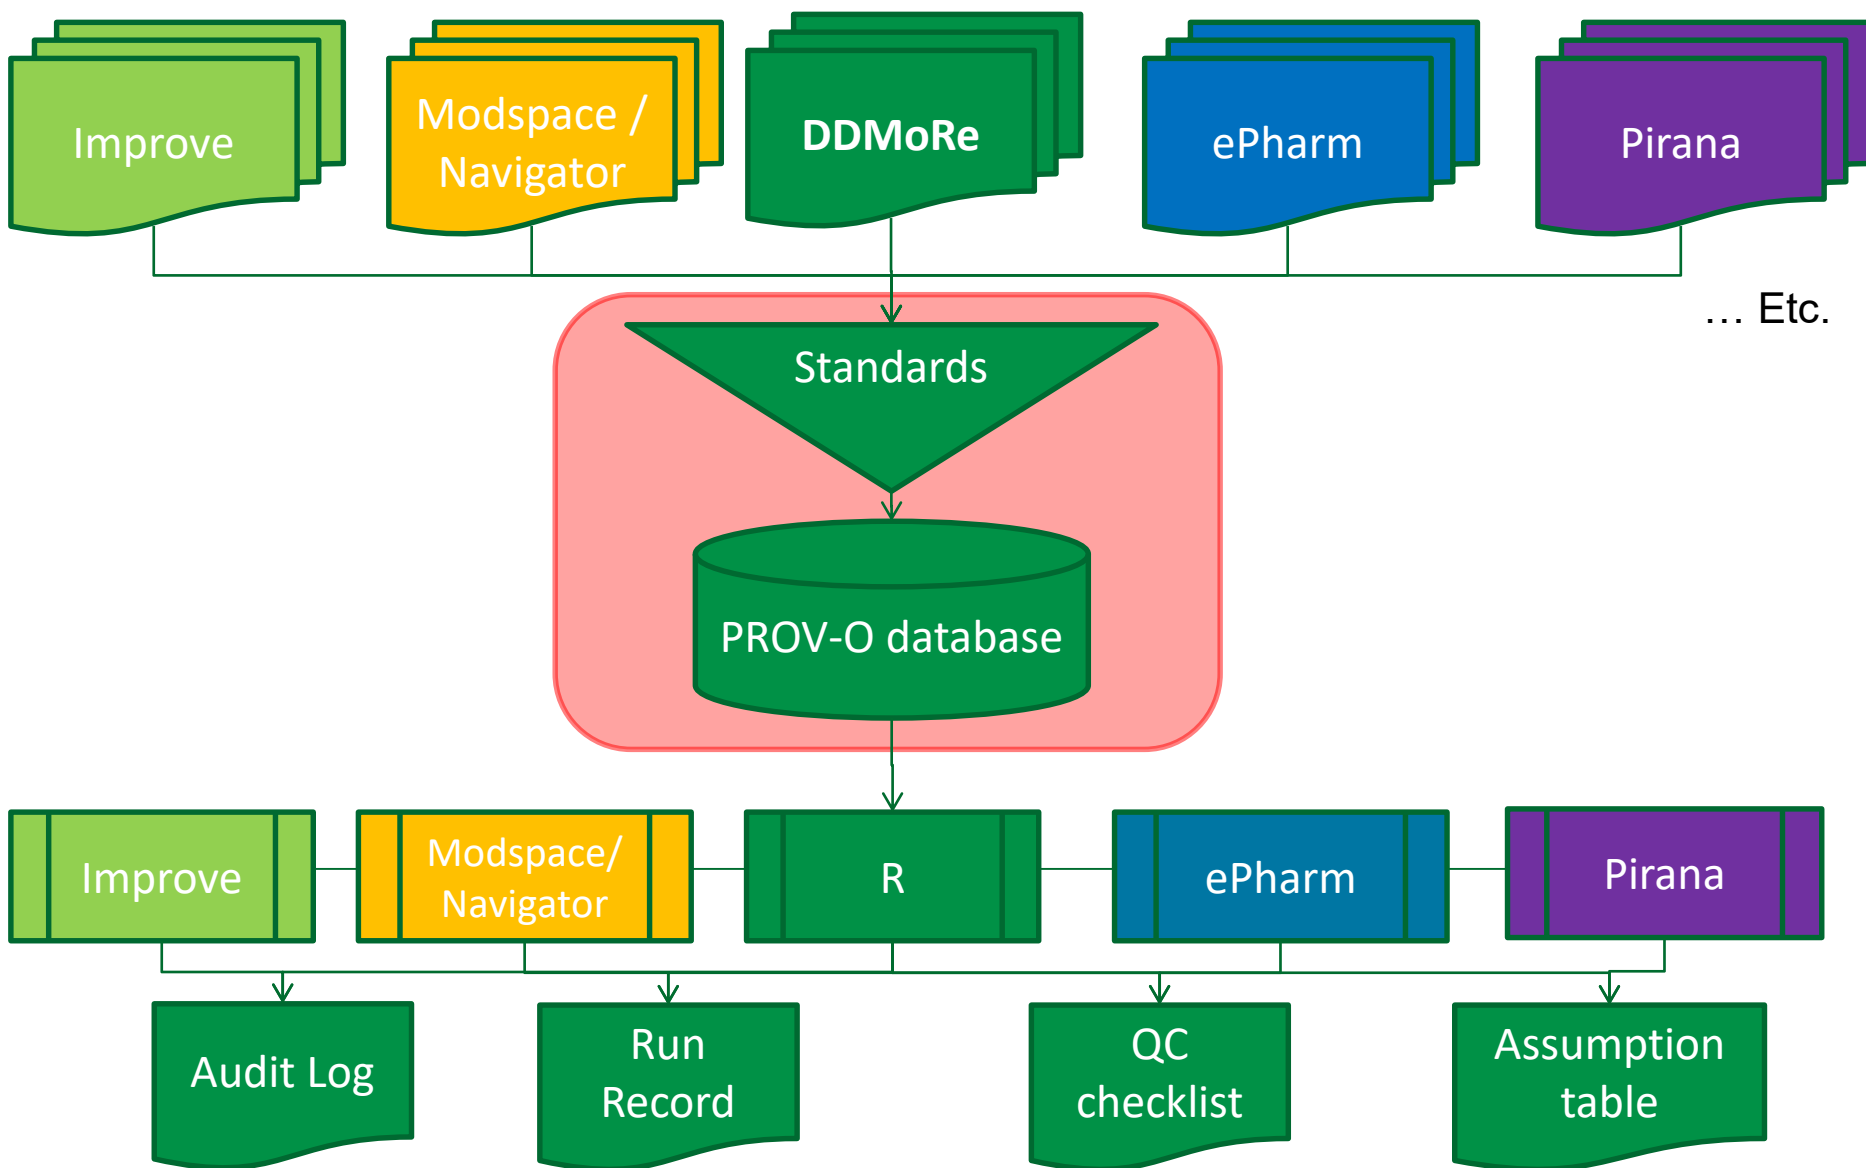 Improve
Modspace /
Navigator
DDMoRe
ePharm
Pirana
… Etc.
Standards
PROV-O database
Improve
Modspace/
Navigator
R
ePharm
Pirana
Audit Log
Run
Record
QC
checklist
Assumption
table